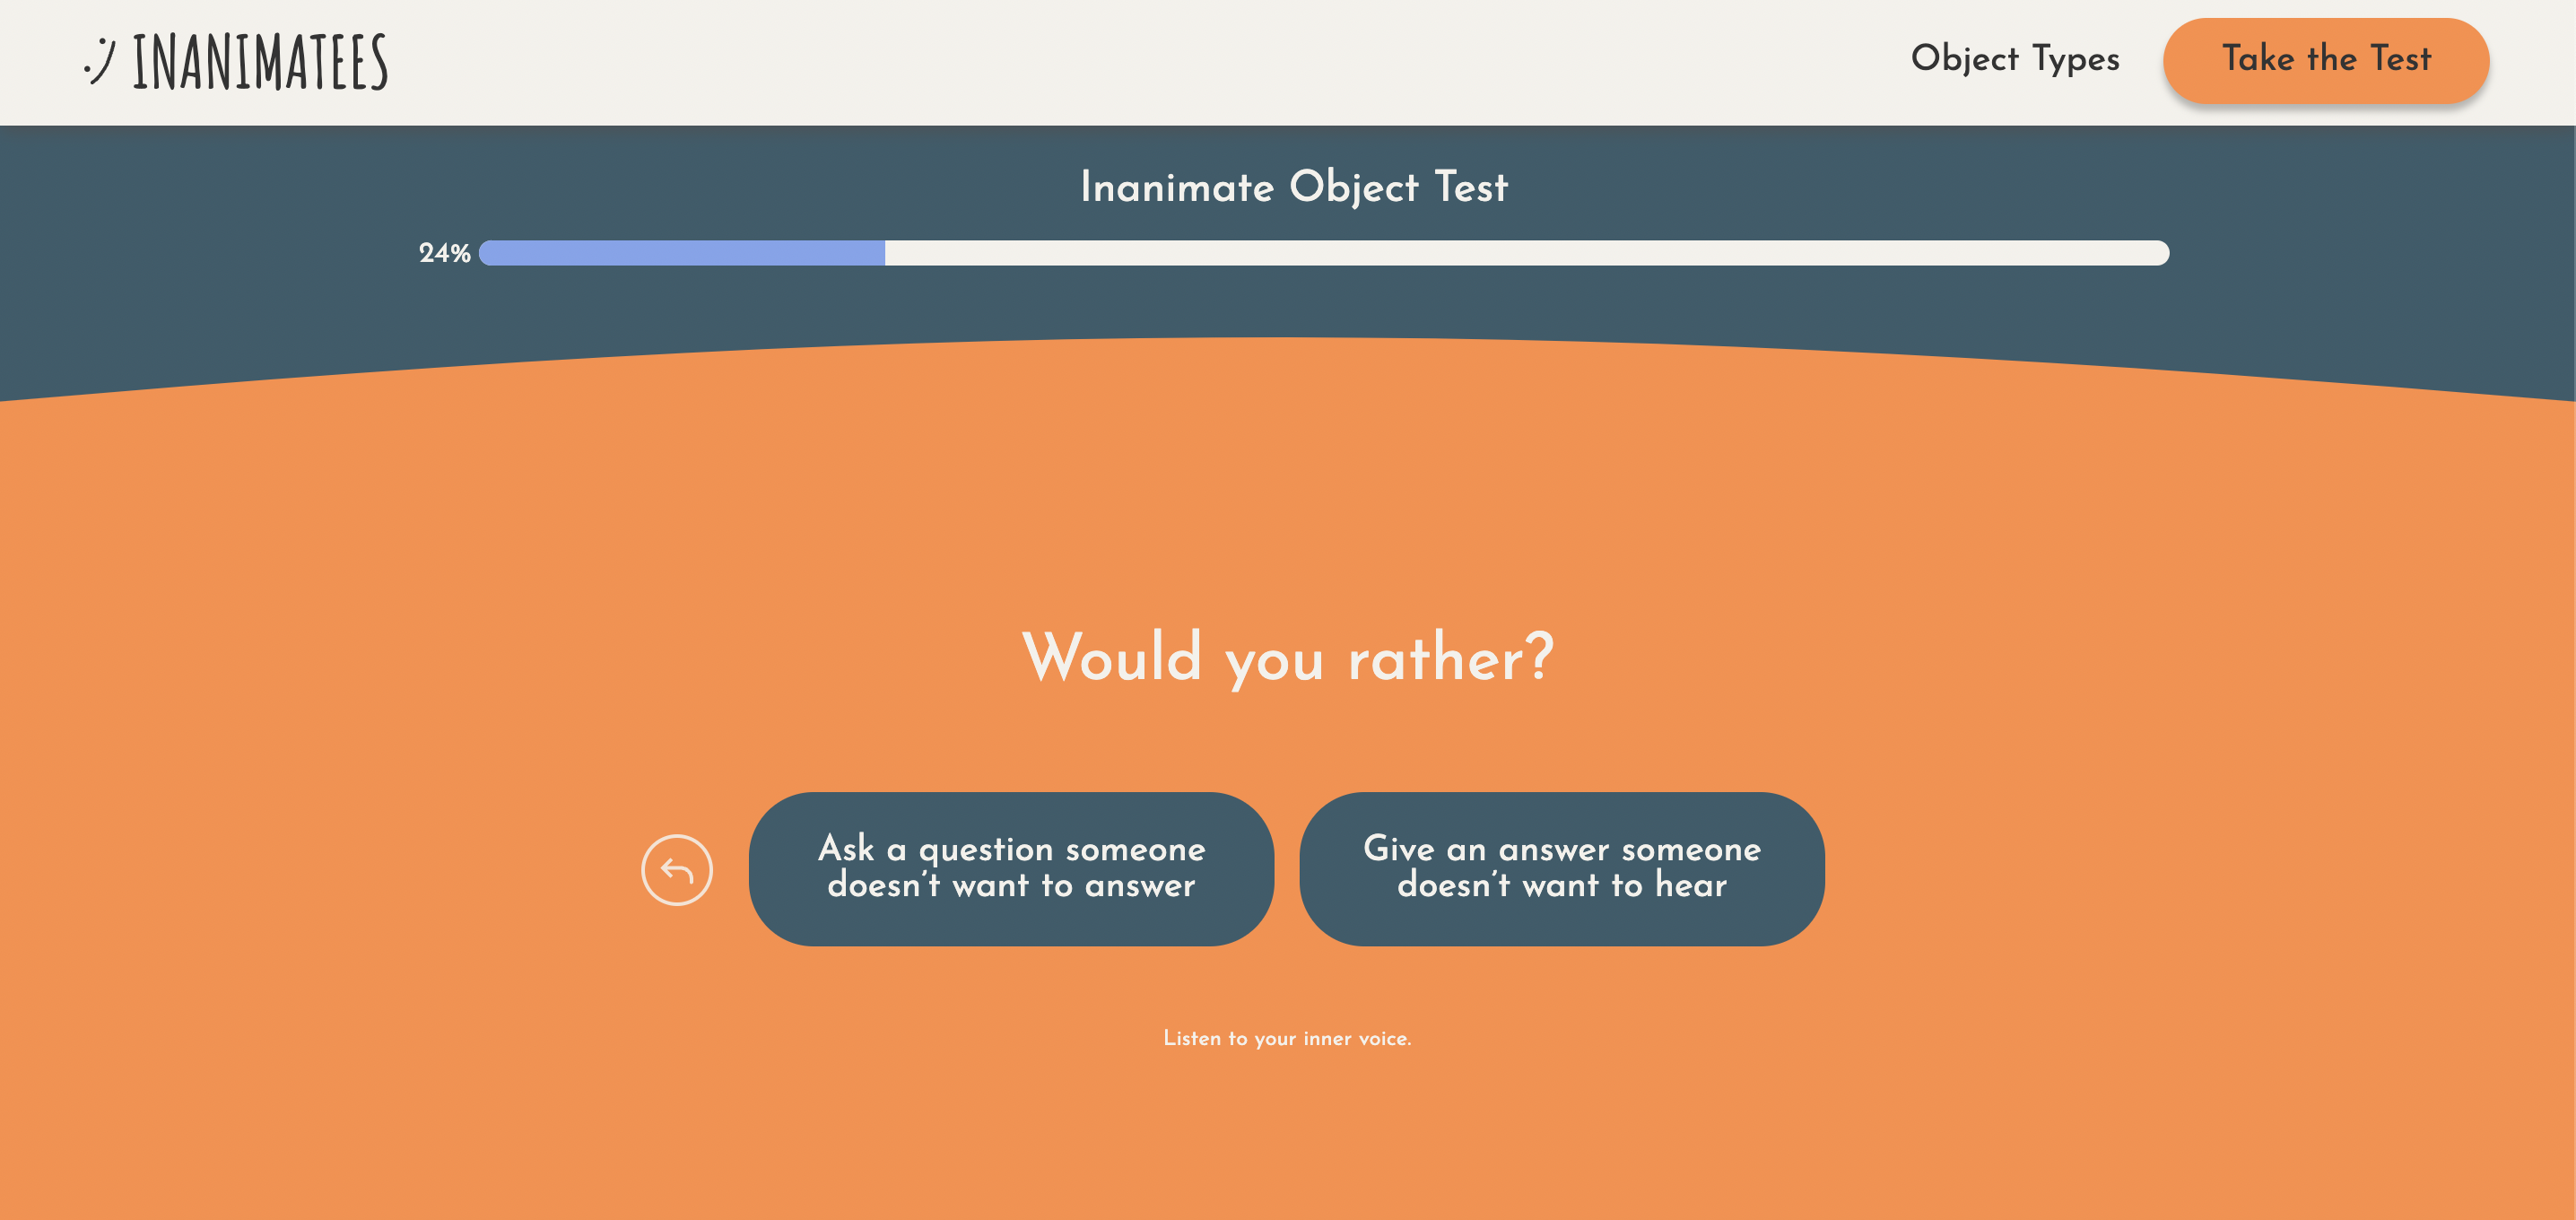 INANIMATEES
Object Types
Take the Test
Inanimate Object Test
24%
Would you rather?
Ask a question someone
doesn't want to answer
Give an answer someone
doesn't want to hear
Listen to your inner voice.